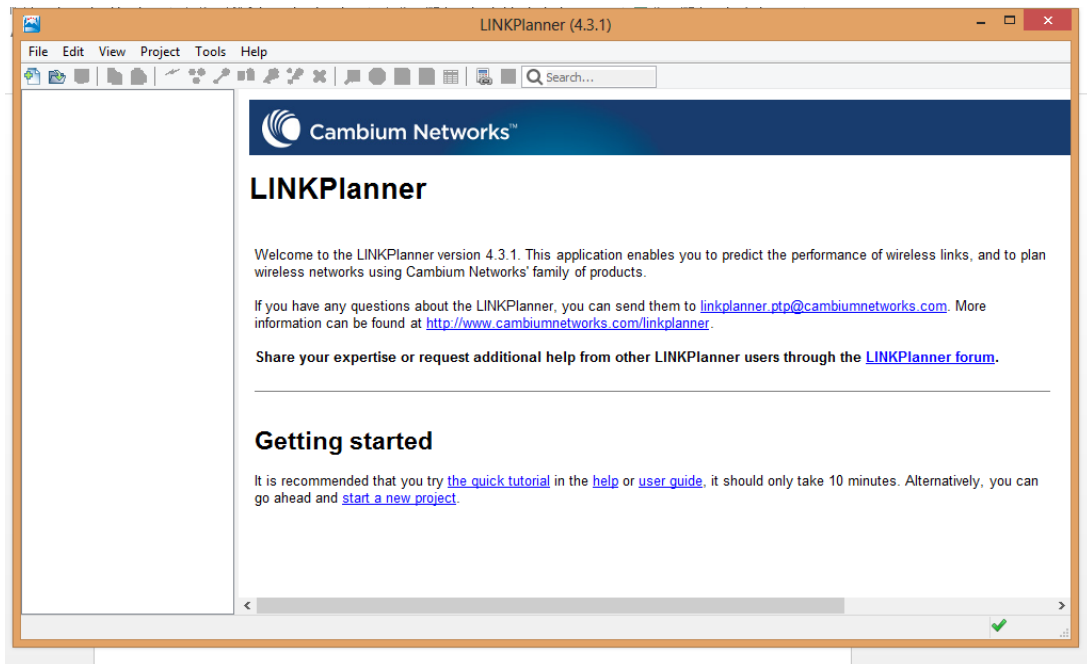 LINKPlanner (4.3.1)
File Edit View Project Tools Help
Search...
Cambium Networks™
LINKPlanner
Welcome to the LINKPlanner version 4.3.1. This application enables you to predict the performance of wireless links, and to plan
wireless networks using Cambium Networks' family of products.
If you have any questions about the LINKPlanner, you can send them to linkplanner.ptp@cambiumnetworks.com. More
information can be found at http://www.cambiumnetworks.com/linkplanner.
Share your expertise or request additional help from other LINKPlanner users through the LINKPlanner forum.
Getting started
It is recommended that you try the quick tutorial in the help or user guide, it should only take 10 minutes. Alternatively, you can
go ahead and start a new project.